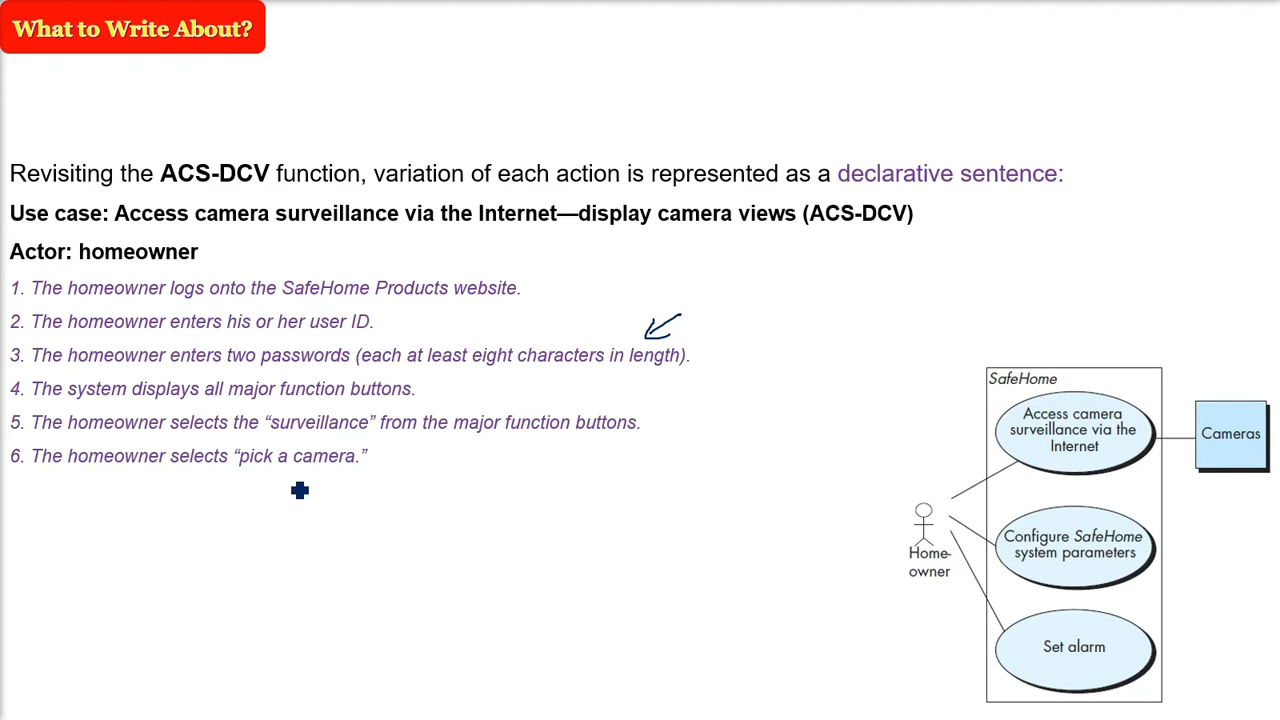 What to Write About?
Revisiting the ACS-DCV function, variation of each action is represented as a declarative sentence:
Use case: Access camera surveillance via the Internet—display camera views (ACS-DCV)
Actor: homeowner
1. The homeowner logs onto the SafeHome Products website.
2. The homeowner enters his or her user ID.
3. The homeowner enters two passwords (each at least eight characters in length).
4. The system displays all major function buttons.
5. The homeowner selects the “surveillance” from the major function buttons.
6. The homeowner selects “pick a camera.”
SafeHome
Access camera
surveillance via the
Internet
Cameras
Configure SafeHome
system parameters
Home-
owner
Set alarm